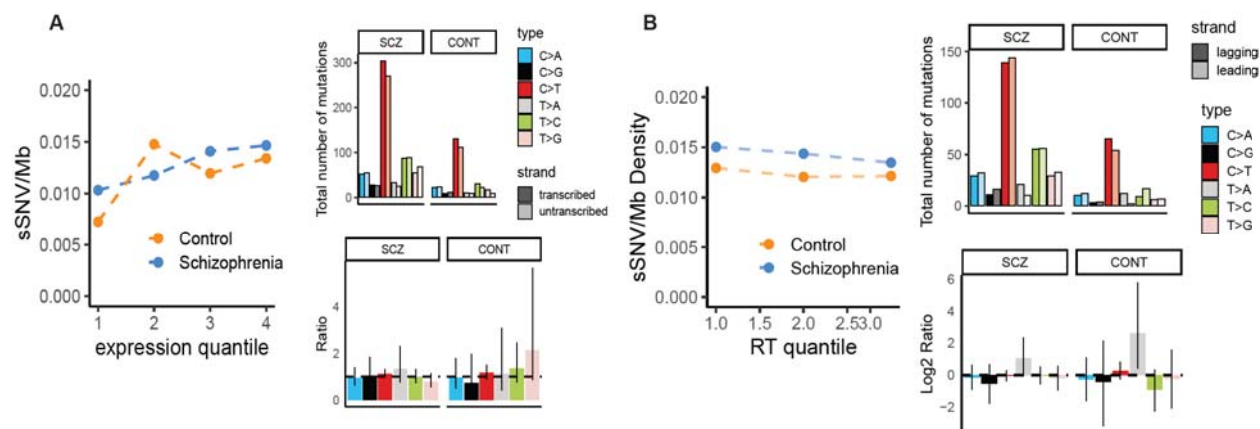 A
sSNV/Mb
0.020
0.015
0.010
0.005
0.000
Control
Schizophrenia
1 2 3 4
expression quantile
SCZ CONT
Total number of mutations
300
200
100
0
type
C>A
C>G
C>T
T>A
T>C
T>G
strand
transcribed
untranscribed
SCZ CONT
Ratio
4
2
1
0
B
sSNV/Mb Density
0.020
0.015
0.010
0.005
0.000
Control
Schizophrenia
1.0 1.5 2.0 2.53.0
RT quantile
SCZ CONT
Total number of mutations
150
100
50
0
strand
lagging
leading
type
C>A
C>G
C>T
T>A
T>C
T>G
SCZ CONT
Log2 Ratio
6
4
2
0
−2